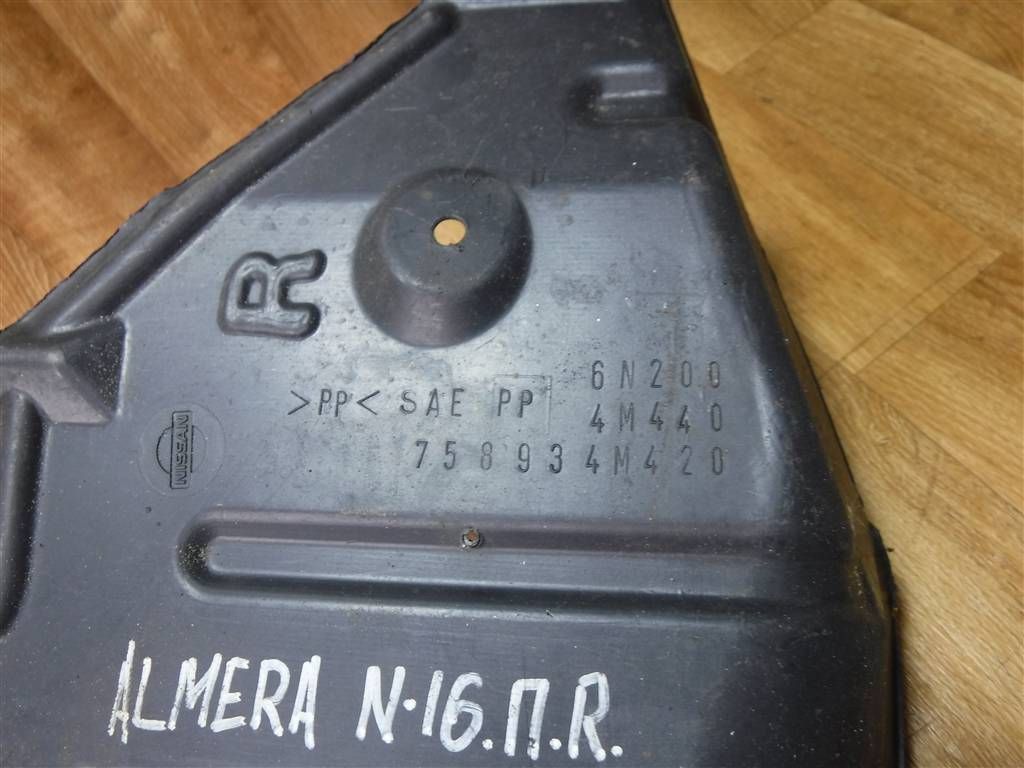 R
6N200
>PP< SAE PP 4M440
NISSAN
758934M420
ALMERA N·16.П.R.